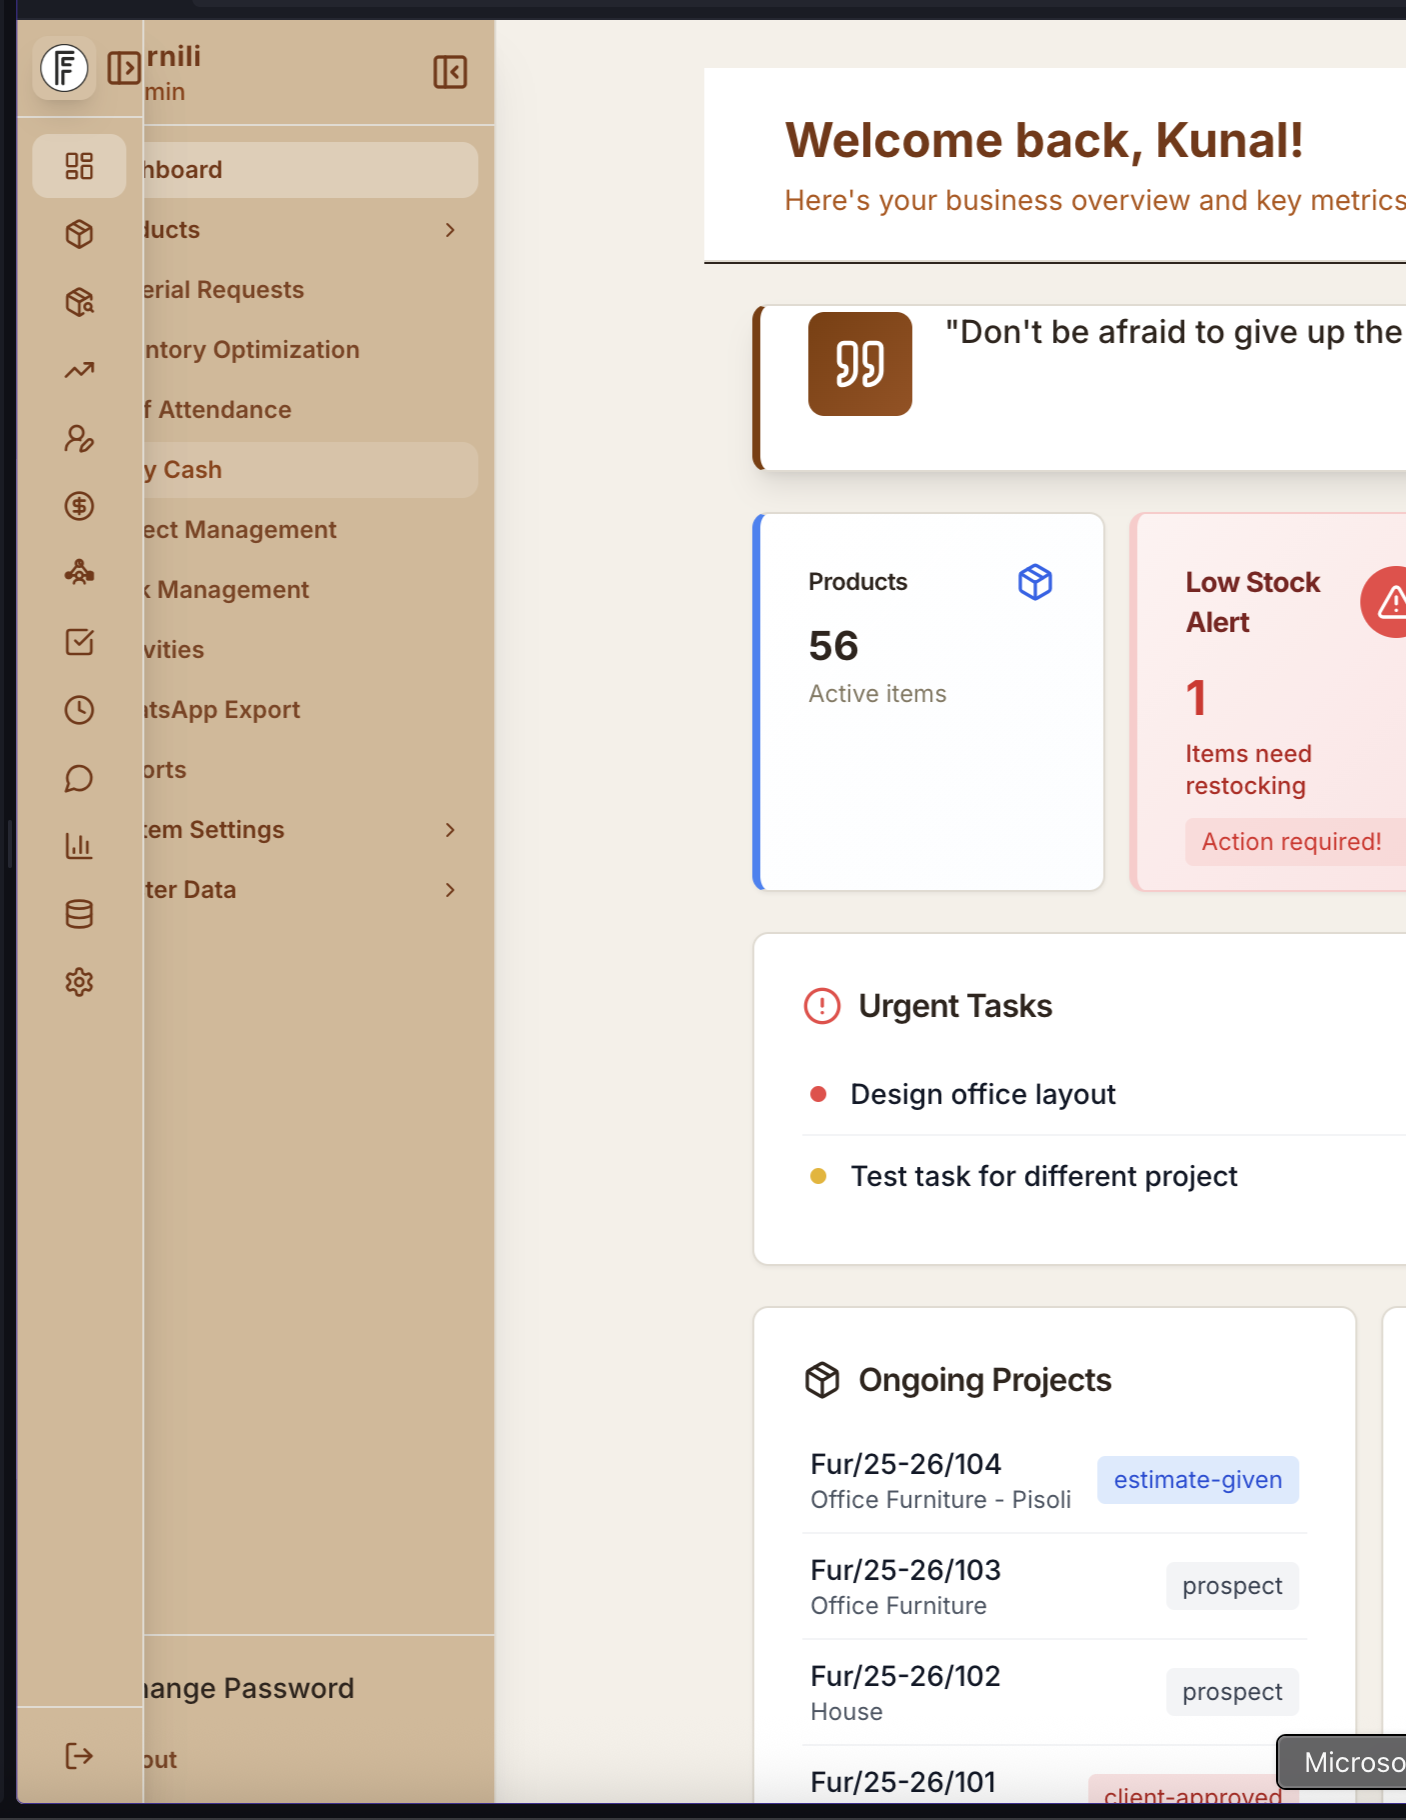 rnili
min
hboard
ducts
erial Requests
ntory Optimization
f Attendance
y Cash
ect Management
k Management
vities
atsApp Export
orts
tem Settings
ter Data
hange Password
out
Welcome back, Kunal!
Here's your business overview and key metrics
"Don't be afraid to give up the
Products
56
Active items
Low Stock
Alert
1
Items need
restocking
Action required!
Urgent Tasks
Design office layout
Test task for different project
Ongoing Projects
Fur/25-26/104
Office Furniture - Pisoli
estimate-given
Fur/25-26/103
Office Furniture
prospect
Fur/25-26/102
House
prospect
Fur/25-26/101
client-approved
Microso